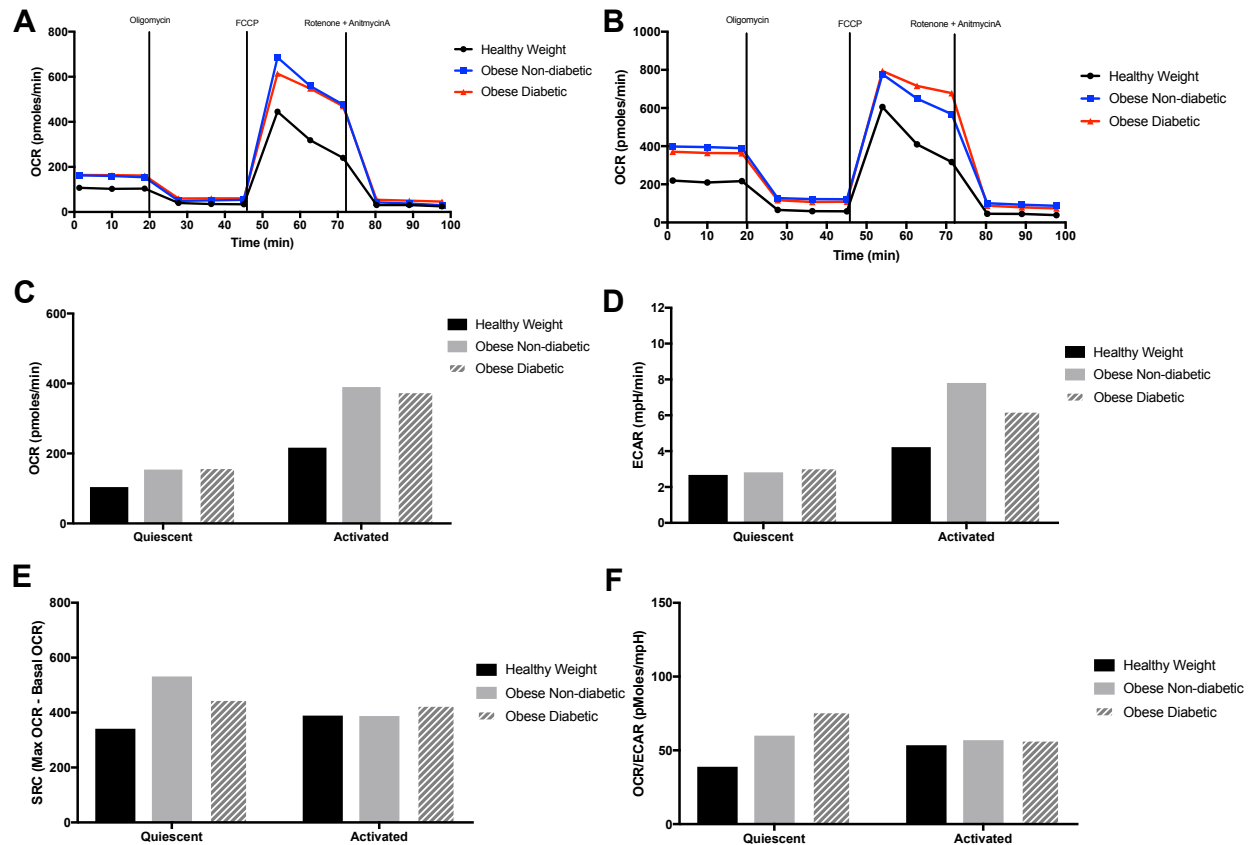 A
Oligomycin
FCCP
Rotenone + AnitmycinA
800
600
400
200
0
OCR (pmoles/min)
0 10 20 30 40 50 60 70 80 90 100
Time (min)
Healthy Weight
Obese Non-diabetic
Obese Diabetic
B
Oligomycin
FCCP
Rotenone + AnitmycinA
1000
800
600
400
200
0
OCR (pmoles/min)
0 10 20 30 40 50 60 70 80 90 100
Time (min)
Healthy Weight
Obese Non-diabetic
Obese Diabetic
C
600
400
200
0
OCR (pmoles/min)
Quiescent Activated
Healthy Weight
Obese Non-diabetic
Obese Diabetic
D
12
10
8
6
4
2
0
ECAR (mpH/min)
Quiescent Activated
Healthy Weight
Obese Non-diabetic
Obese Diabetic
E
800
600
400
200
0
SRC (Max OCR - Basal OCR)
Quiescent Activated
Healthy Weight
Obese Non-diabetic
Obese Diabetic
F
150
100
50
0
OCR/ECAR (pMoles/mpH)
Quiescent Activated
Healthy Weight
Obese Non-diabetic
Obese Diabetic